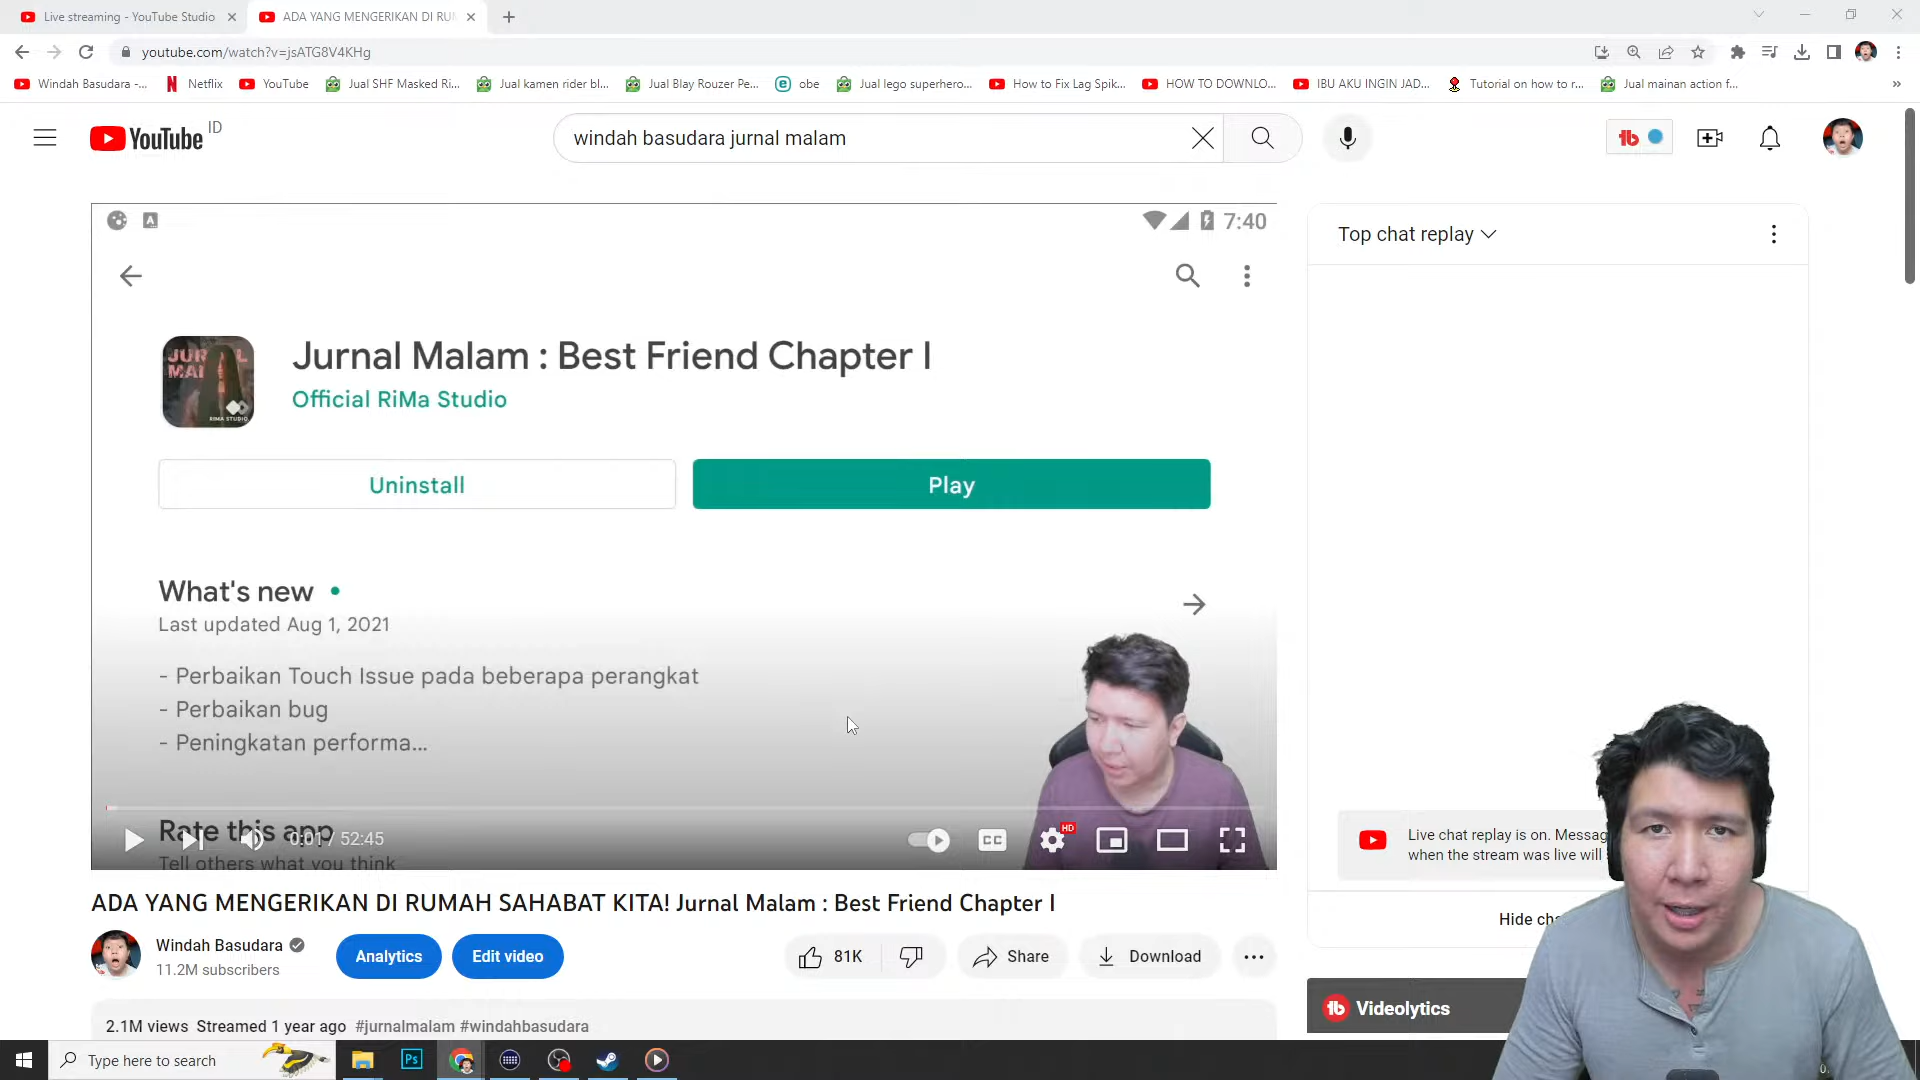 Live streaming - YouTube Studio
ADA YANG MENGERIKAN DI RU
youtube.com/watch?v=jsATG8V4KHg
Windah Basudara -...
Netflix
YouTube
Jual SHF Masked Ri...
Jual kamen rider bl...
Jual Blay Rouzer Pe...
obe
Jual lego superhero...
How to Fix Lag Spik...
HOW TO DOWNLO...
IBU AKU INGIN JAD...
Tutorial on how to r...
Jual mainan action f...
YouTube ID
windah basudara jurnal malam
7:40
Jurnal Malam : Best Friend Chapter I
Official RiMa Studio
Uninstall
Play
What's new
Last updated Aug 1, 2021
- Perbaikan Touch Issue pada beberapa perangkat
- Perbaikan bug
- Peningkatan performa...
Rate this app
Tell others what you think
0:01 / 52:45
CC
HD
Top chat replay
Live chat replay is on. Messag
when the stream was live will
Hide cha
ADA YANG MENGERIKAN DI RUMAH SAHABAT KITA! Jurnal Malam : Best Friend Chapter I
Windah Basudara
11.2M subscribers
Analytics
Edit video
81K
Share
Download
Videolytics
2.1M views Streamed 1 year ago #jurnalmalam #windahbasudara
Type here to search
Ps